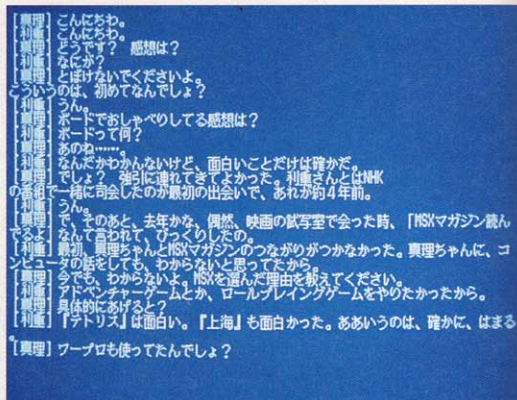 [真理] こんにちわ。
[利重] こんにちわ。
[真理] どうです?　感想は?
[利重] なにが?
[真理] とぼけないでくださいよ。
こういうのは、初めてなんでしょ?
[利重] うん。
[真理] ボードでおしゃべりしてる感想は?
[利重] ボードって何?
[真理] あのね……。
[利重] なんだかわかんないけど、面白いことだけは確かだ。
[真理] でしょ?　強引に連れてきてよかった。利重さんとはNHK
の番組で一緒に司会したのが最初の出会いで、あれが約4年前。
[利重] うん。
[真理] で、そのあと、去年かな、偶然、映画の試写室で会った時、「MSXマガジン読ん
でるよ」なんて言われて、びっくりしたの。
[利重] 最初、真理ちゃんとMSXマガジンのつながりがつかなかった。真理ちゃんに、コ
ンピュータの話をしても、わからないと思ってたから。
[真理] 今でも、わからないよ。MSXを選んだ理由を教えてください。
[利重] アドベンチャーゲームとか、ロールプレイングゲームをやりたかったから。
[真理] 具体的にあげると?
[利重] 『テトリス』は面白い。『上海』も面白かった。ああいうのは、確かに、はまる
。
[真理] ワープロも使ってたんでしょ?